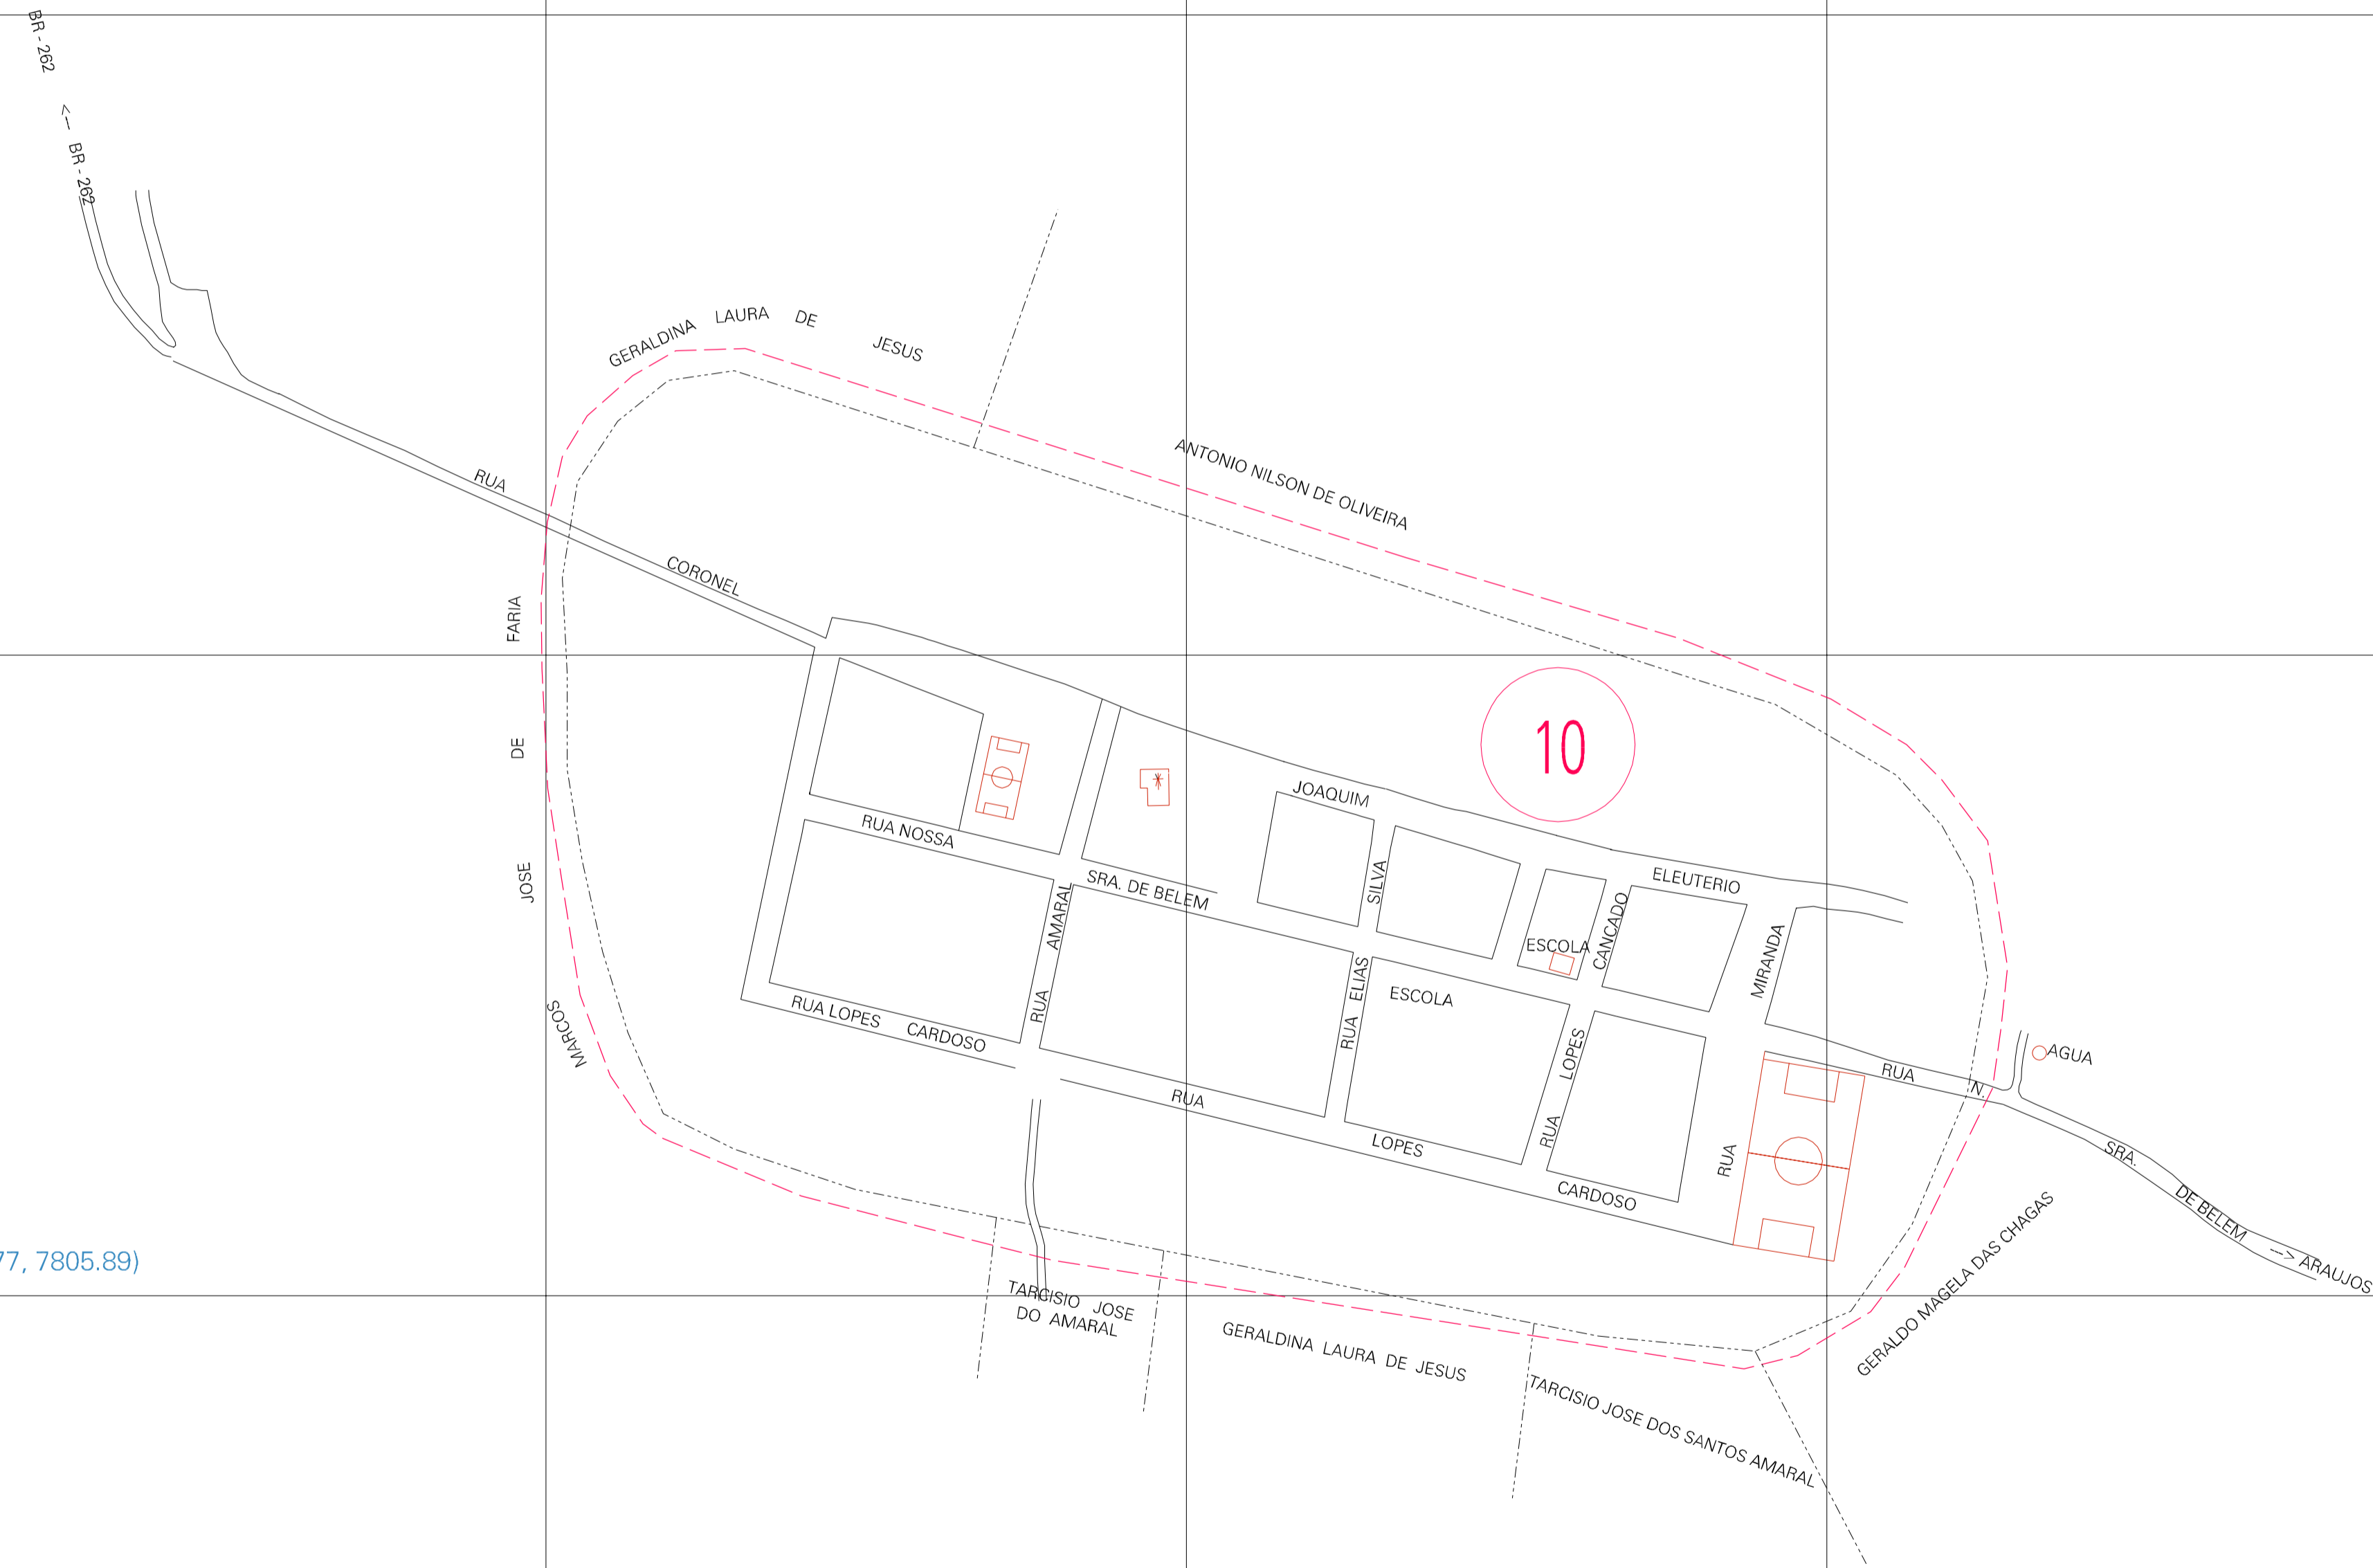 BR - 262
<— BR - 262
GERALDINA LAURA DE JESUS
ANTONIO NILSON DE OLIVEIRA
RUA CORONEL
JOAQUIM
ELEUTERIO
10
MARCOS JOSE DE FARIA
RUA NOSSA
SRA. DE BELEM
RUA AMARAL
RUA ELIAS
SILVA
ESCOLA
ESCOLA
RUA LOPES
CANCADO
RUA MIRANDA
RUA LOPES CARDOSO
RUA LOPES
CARDOSO
AGUA
RUA N. SRA. DE BELEM
---> ARAUJOS
77, 7805.89)
TARCISIO JOSE
DO AMARAL
GERALDINA LAURA DE JESUS
TARCISIO JOSE DOS SANTOS AMARAL
GERALDO MAGELA DAS CHAGAS